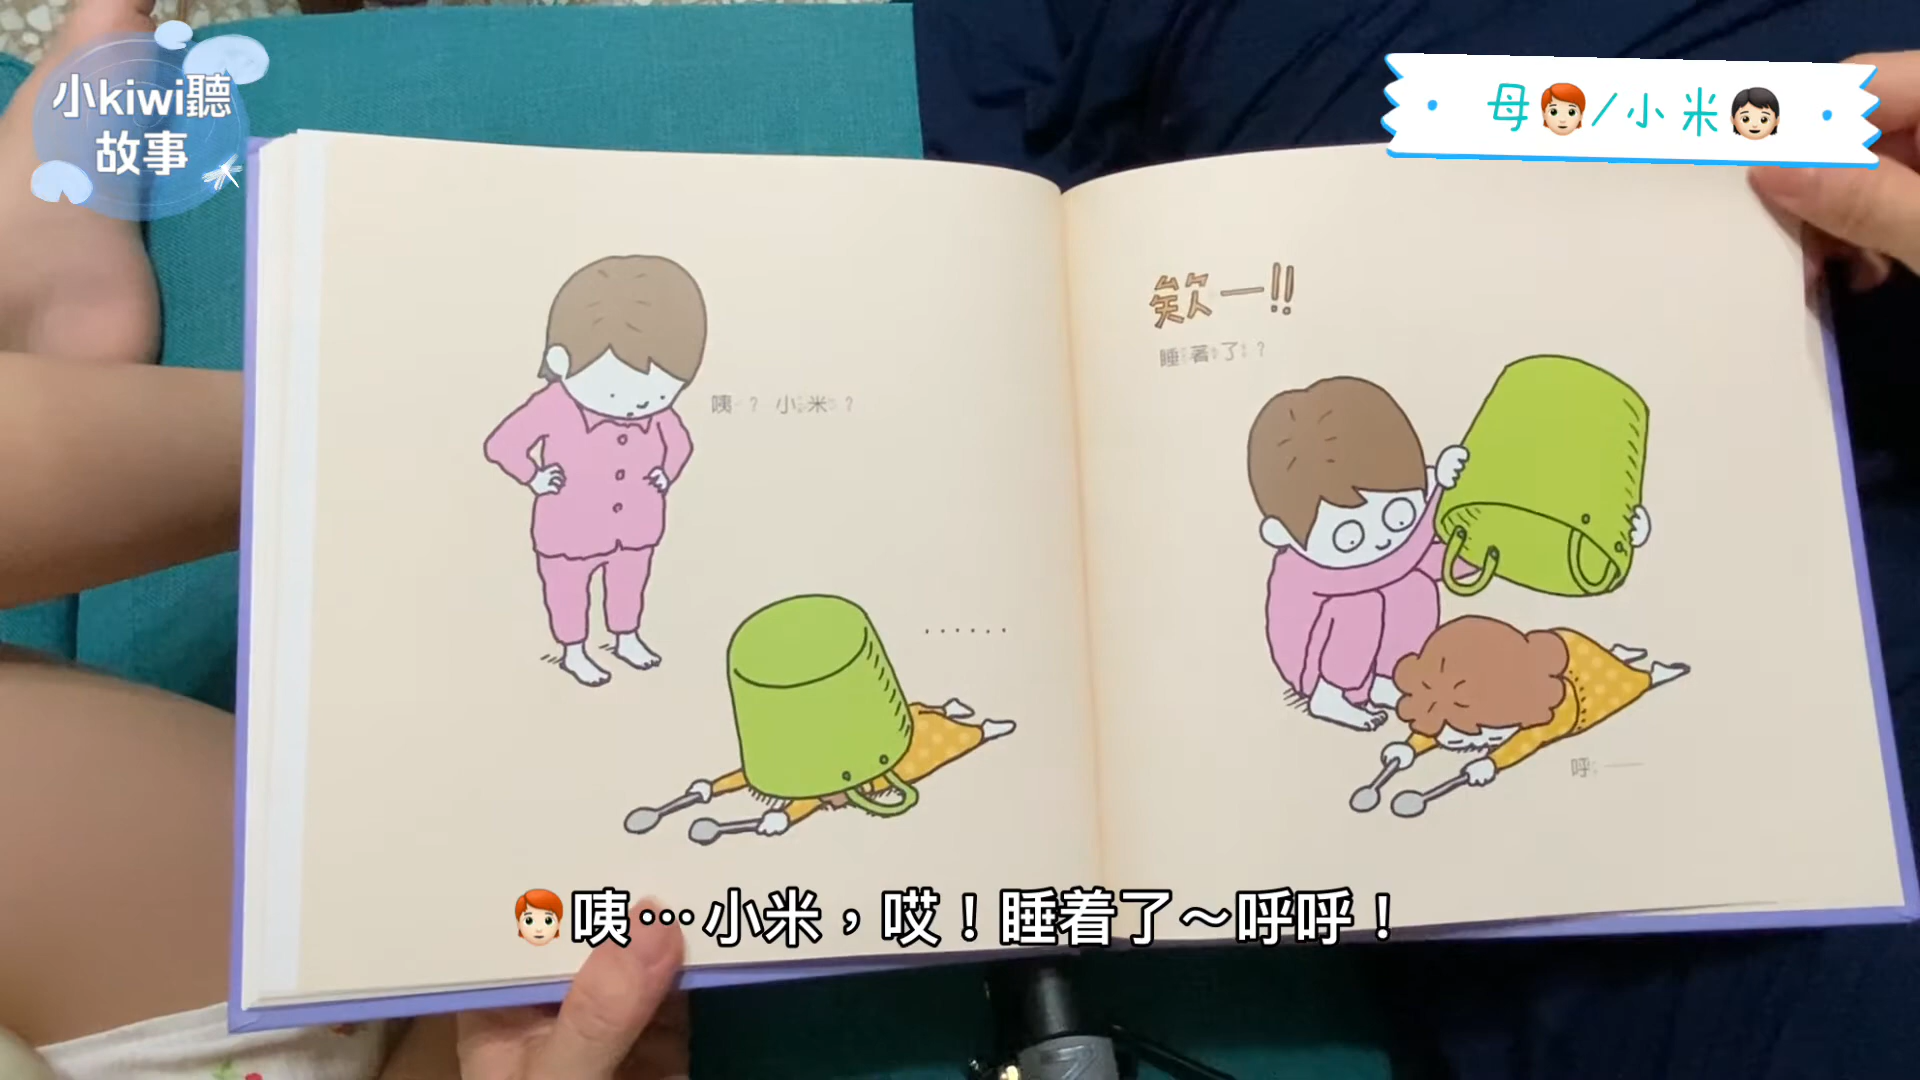 小kiwi聽
故事
母/小米
咦？小米？
......
欸—!!
睡著了？
呼——
咦…小米，哎！睡着了～呼呼！